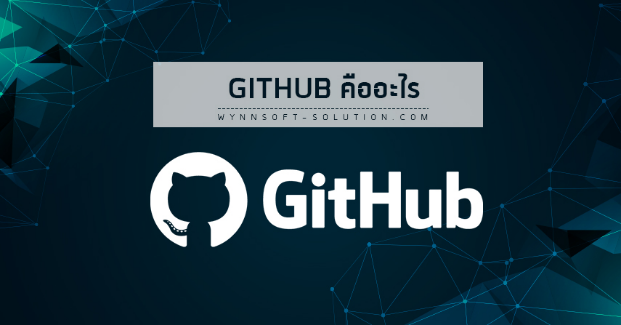 GITHUB คืออะไร
WYNNSOFT-SOLUTION.COM
GitHub